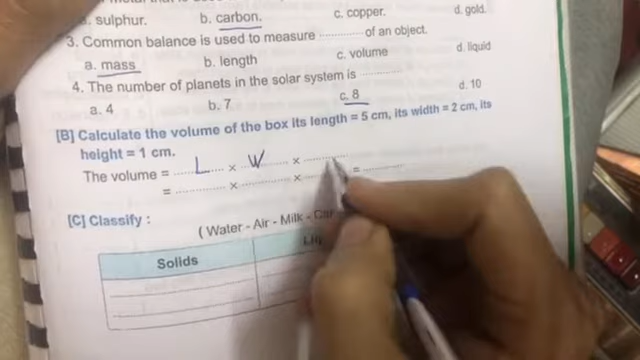 a. sulphur. b. carbon. c. copper. d. gold.
3. Common balance is used to measure ............ of an object.
a. mass b. length c. volume d. liquid
4. The number of planets in the solar system is ............
a. 4 b. 7 c. 8 d. 10
[B] Calculate the volume of the box its length = 5 cm, its width = 2 cm, its
height = 1 cm.
The volume = ... L ... × ... W ... × ............
= ............ × ............ × ............ = ............
[C] Classify :
( Water - Air - Milk - Car
Solids